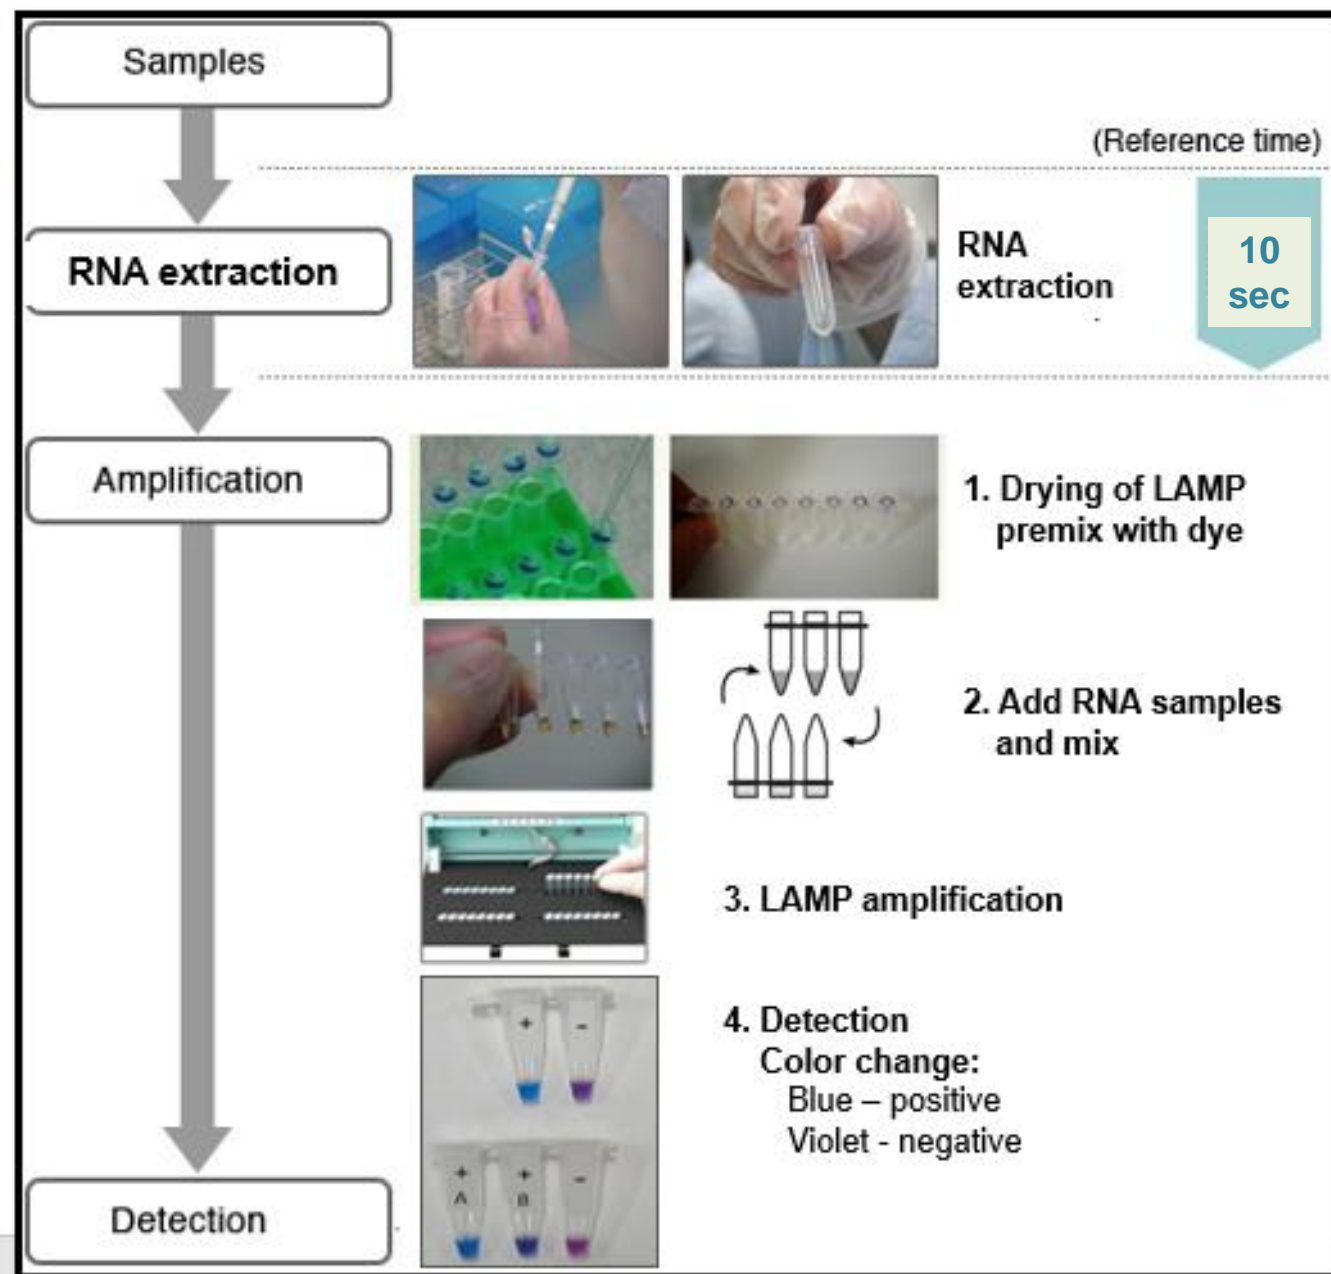 Samples
(Reference time)
RNA extraction
RNA
extraction
10
sec
Amplification
1. Drying of LAMP
premix with dye
2. Add RNA samples
and mix
3. LAMP amplification
+ -
4. Detection
Color change:
Blue – positive
Violet - negative
+ + -
A B
Detection